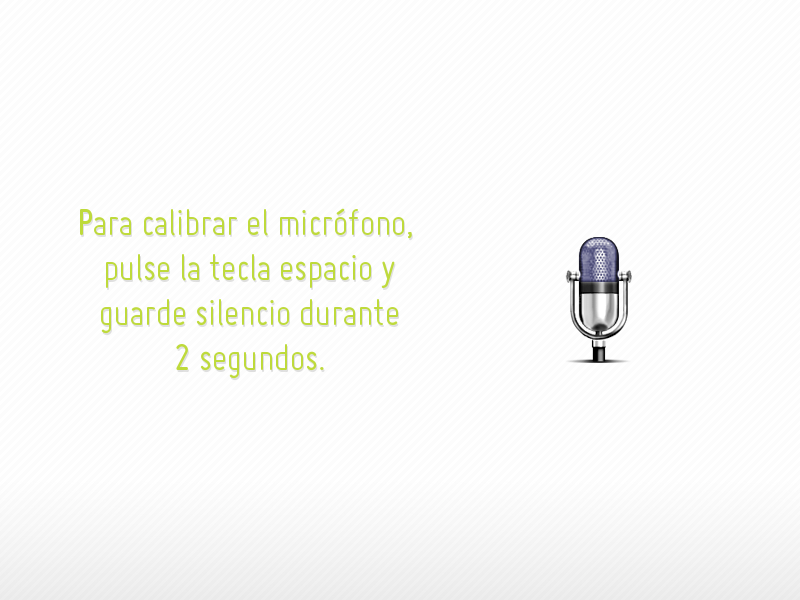 Para calibrar el micrófono,
pulse la tecla espacio y
guarde silencio durante
2 segundos.